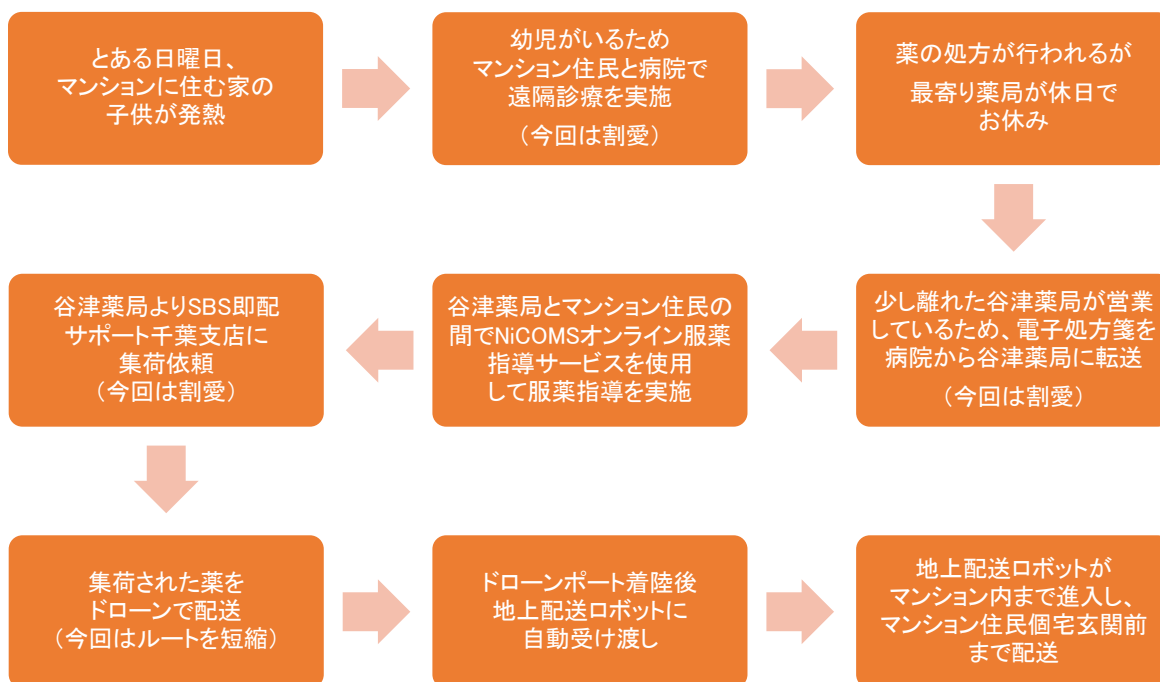 とある日曜日、
マンションに住む家の
子供が発熱
幼児がいるため
マンション住民と病院で
遠隔診療を実施
（今回は割愛）
薬の処方が行われるが
最寄り薬局が休日で
お休み
少し離れた谷津薬局が営業
しているため、電子処方箋を
病院から谷津薬局に転送
（今回は割愛）
谷津薬局とマンション住民の
間でNiCOMSオンライン服薬
指導サービスを使用
して服薬指導を実施
谷津薬局よりSBS即配
サポート千葉支店に
集荷依頼
（今回は割愛）
集荷された薬を
ドローンで配送
（今回はルートを短縮）
ドローンポート着陸後
地上配送ロボットに
自動受け渡し
地上配送ロボットが
マンション内まで進入し、
マンション住民個宅玄関前
まで配送